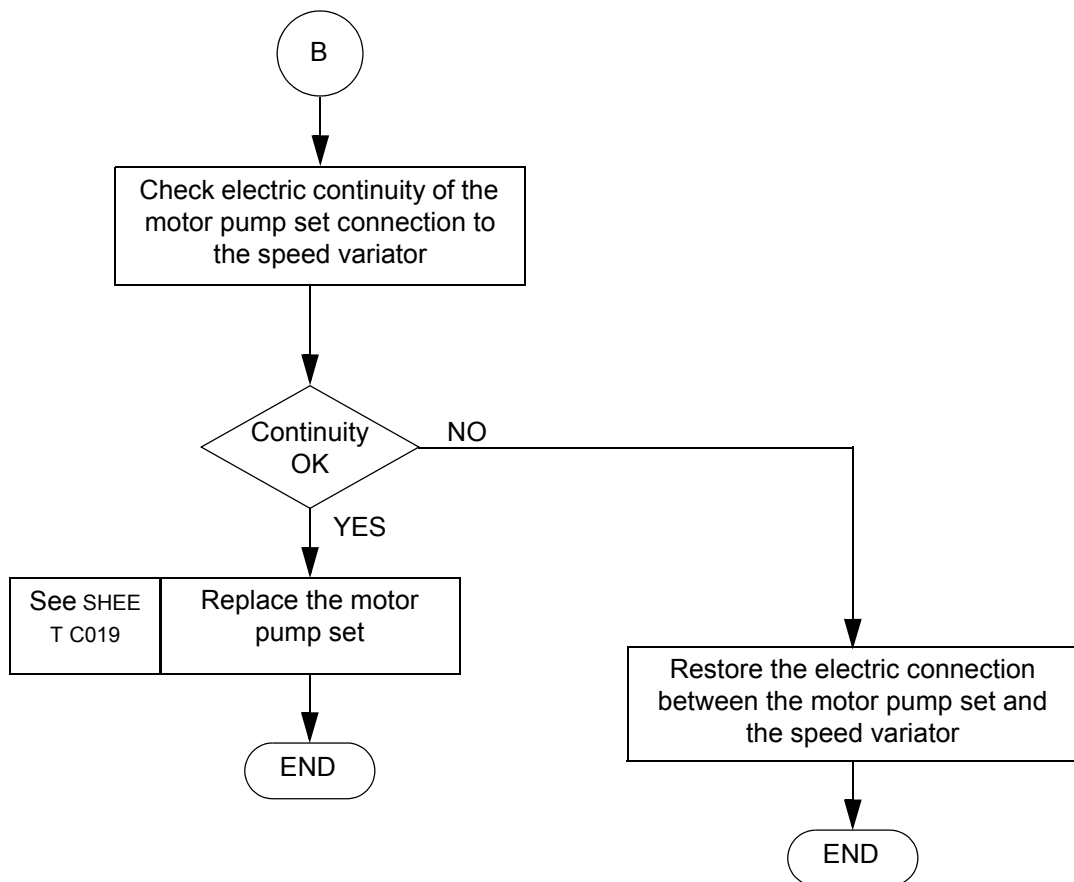 B
Check electric continuity of the
motor pump set connection to
the speed variator
Continuity
OK
NO
YES
See SHEE
T C019
Replace the motor
pump set
Restore the electric connection
between the motor pump set and
the speed variator
END
END